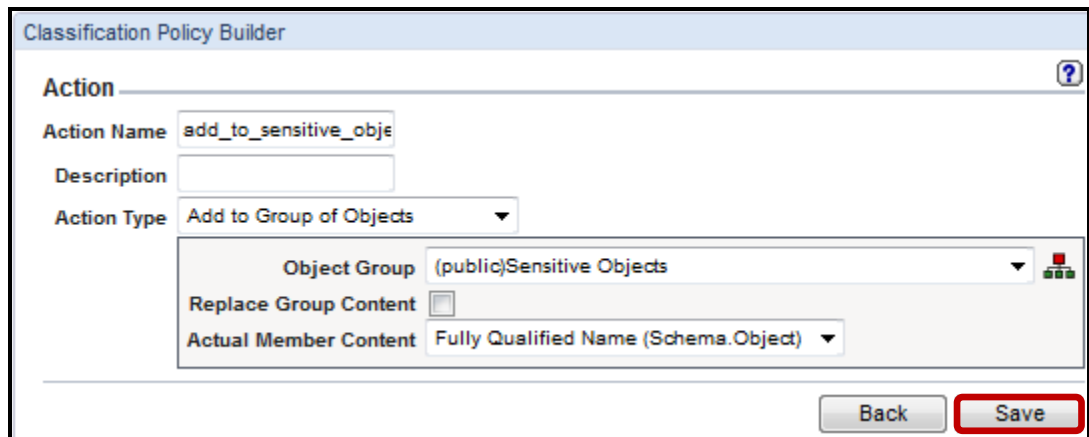 Classification Policy Builder
?
Action
Action Name add_to_sensitive_obje
Description
Action Type Add to Group of Objects
Object Group (public)Sensitive Objects
Replace Group Content
Actual Member Content Fully Qualified Name (Schema.Object)
Back Save